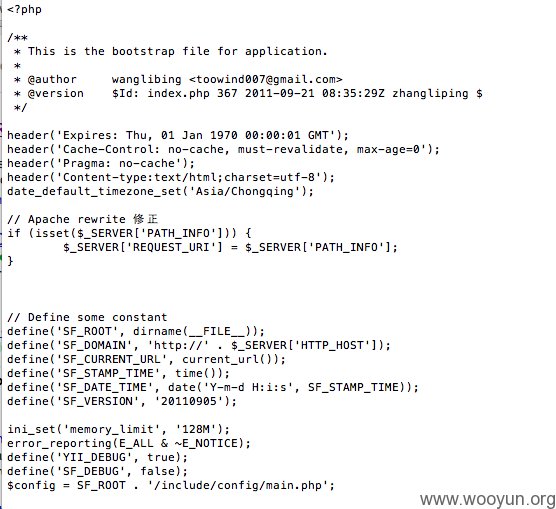 <?php
/**
 * This is the bootstrap file for application.
 *
 * @author     wanglibing <toowind007@gmail.com>
 * @version    $Id: index.php 367 2011-09-21 08:35:29Z zhangliping $
 */
header('Expires: Thu, 01 Jan 1970 00:00:01 GMT');
header('Cache-Control: no-cache, must-revalidate, max-age=0');
header('Pragma: no-cache');
header('Content-type:text/html;charset=utf-8');
date_default_timezone_set('Asia/Chongqing');
// Apache rewrite 修正
if (isset($_SERVER['PATH_INFO'])) {
        $_SERVER['REQUEST_URI'] = $_SERVER['PATH_INFO'];
}
// Define some constant
define('SF_ROOT', dirname(__FILE__));
define('SF_DOMAIN', 'http://' . $_SERVER['HTTP_HOST']);
define('SF_CURRENT_URL', current_url());
define('SF_STAMP_TIME', time());
define('SF_DATE_TIME', date('Y-m-d H:i:s', SF_STAMP_TIME));
define('SF_VERSION', '20110905');
ini_set('memory_limit', '128M');
error_reporting(E_ALL & ~E_NOTICE);
define('YII_DEBUG', true);
define('SF_DEBUG', false);
$config = SF_ROOT . '/include/config/main.php';
www.wooyun.org